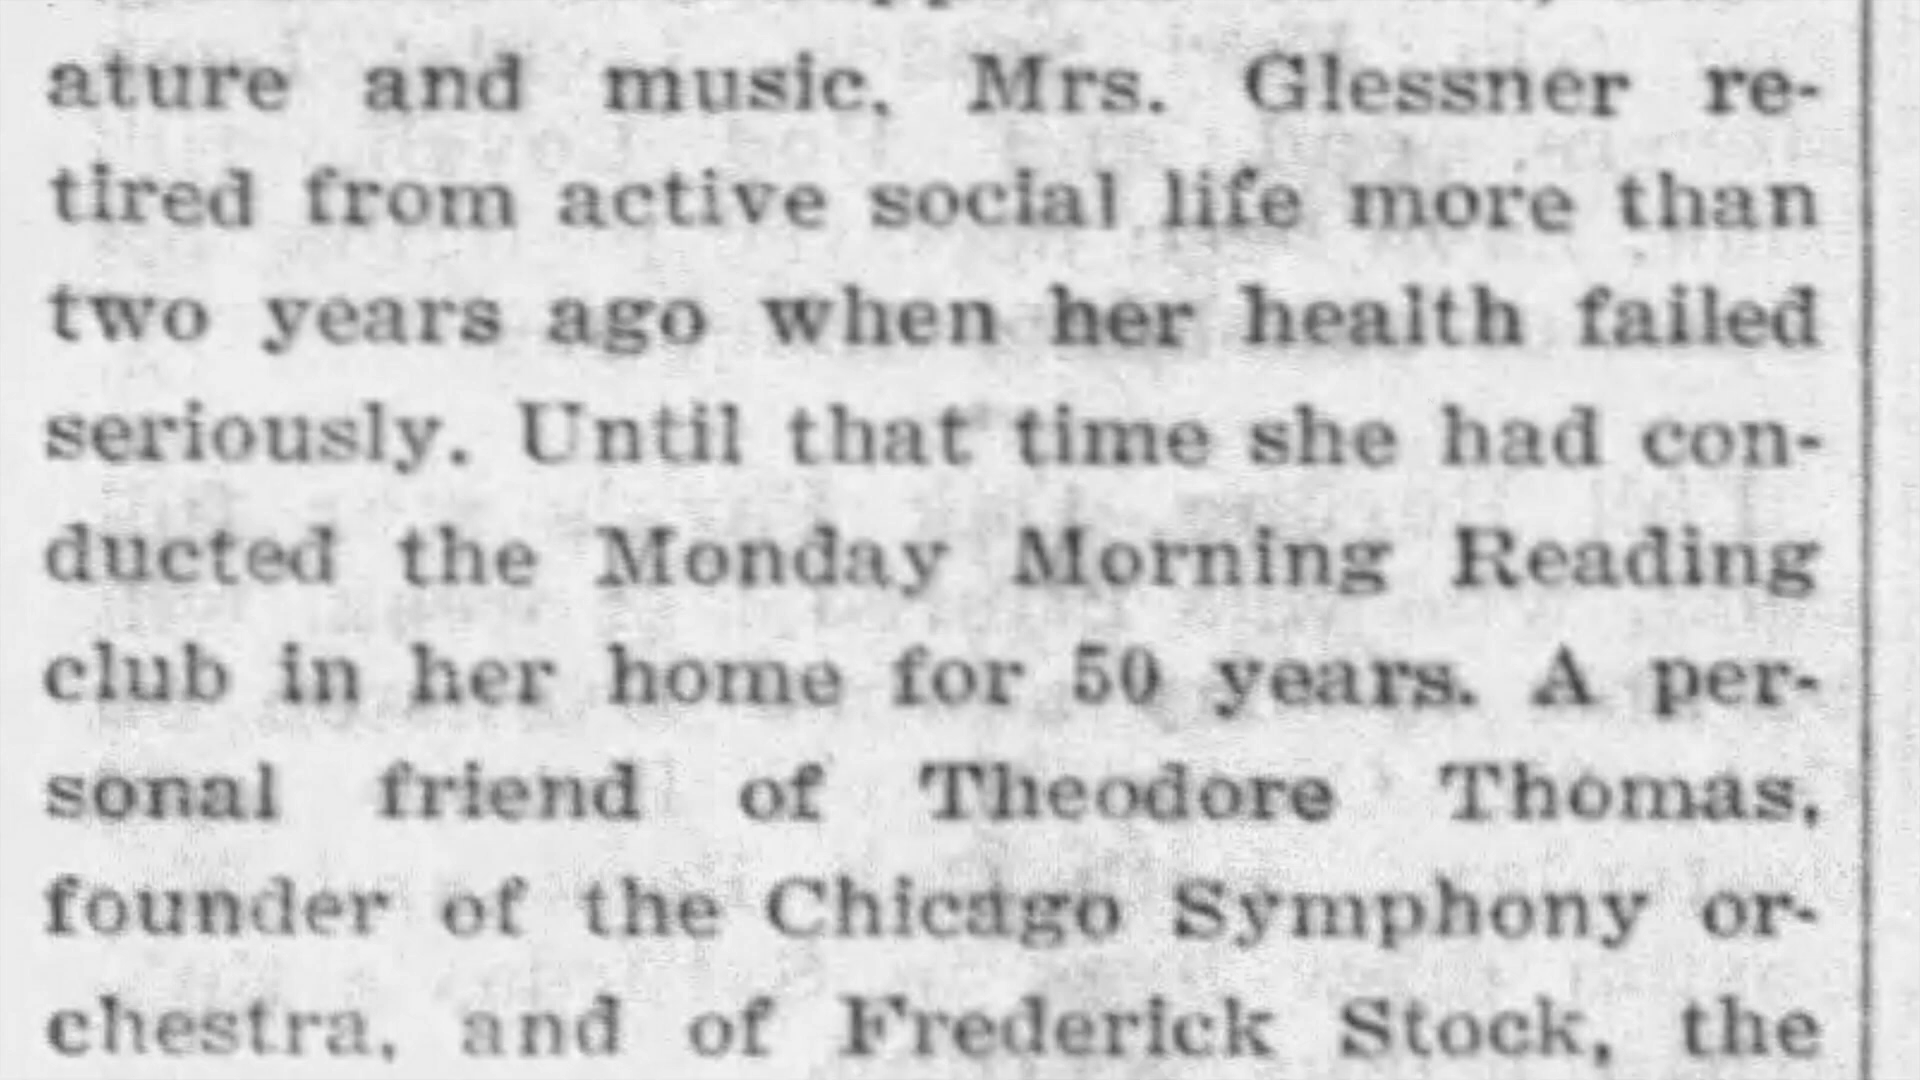 ature and music, Mrs. Glessner re-
tired from active social life more than
two years ago when her health failed
seriously. Until that time she had con-
ducted the Monday Morning Reading
club in her home for 50 years. A per-
sonal friend of Theodore Thomas,
founder of the Chicago Symphony or-
chestra, and of Frederick Stock, the